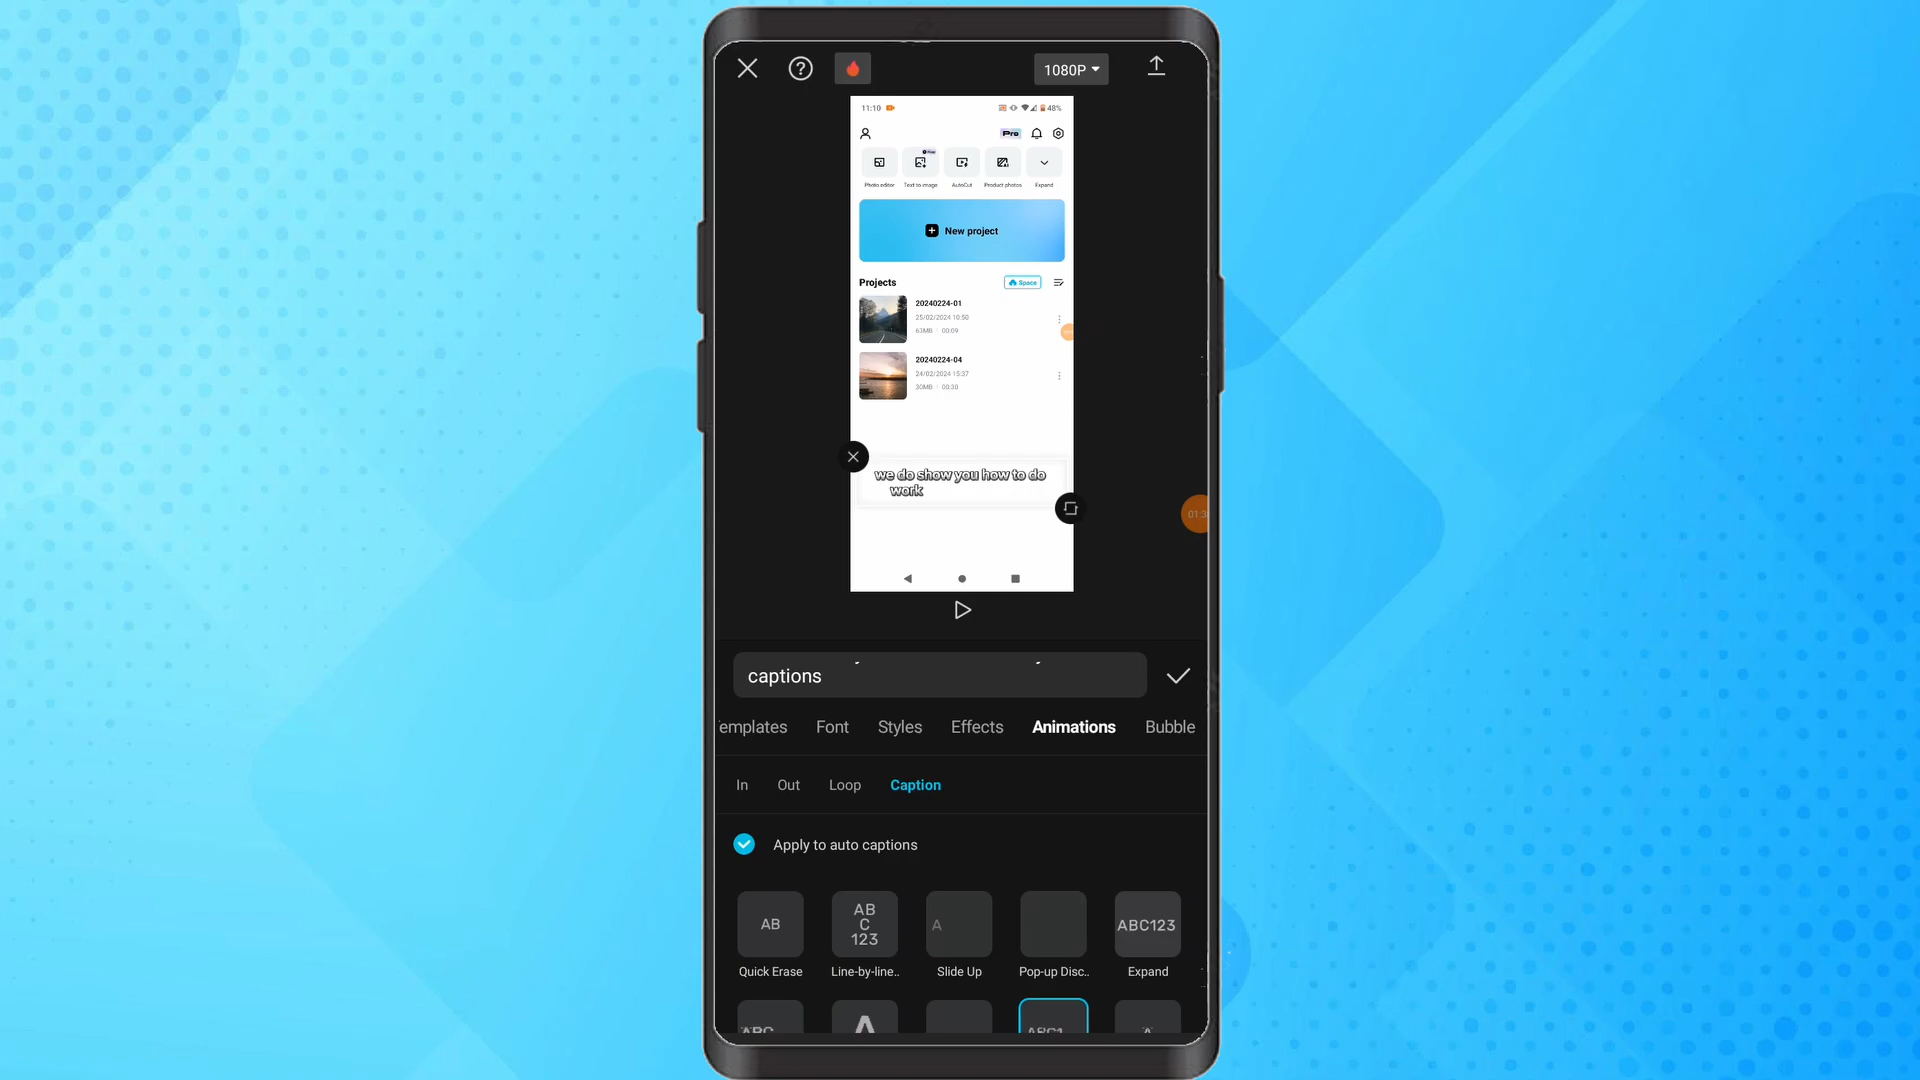 1080P
11:10
48%
Pro
Photo editor Text to image AutoCut Product photos Expand
New project
Projects
Space
20240224-01
25/02/2024 10:50
63MB 00:09
20240224-04
24/02/2024 15:37
30MB 00:30
we do show you how to do
work
captions
emplates Font Styles Effects Animations Bubble
In Out Loop Caption
Apply to auto captions
AB
AB
C
123
A
ABC123
Quick Erase Line-by-line.. Slide Up Pop-up Disc.. Expand
ABC
A
ABC1
A